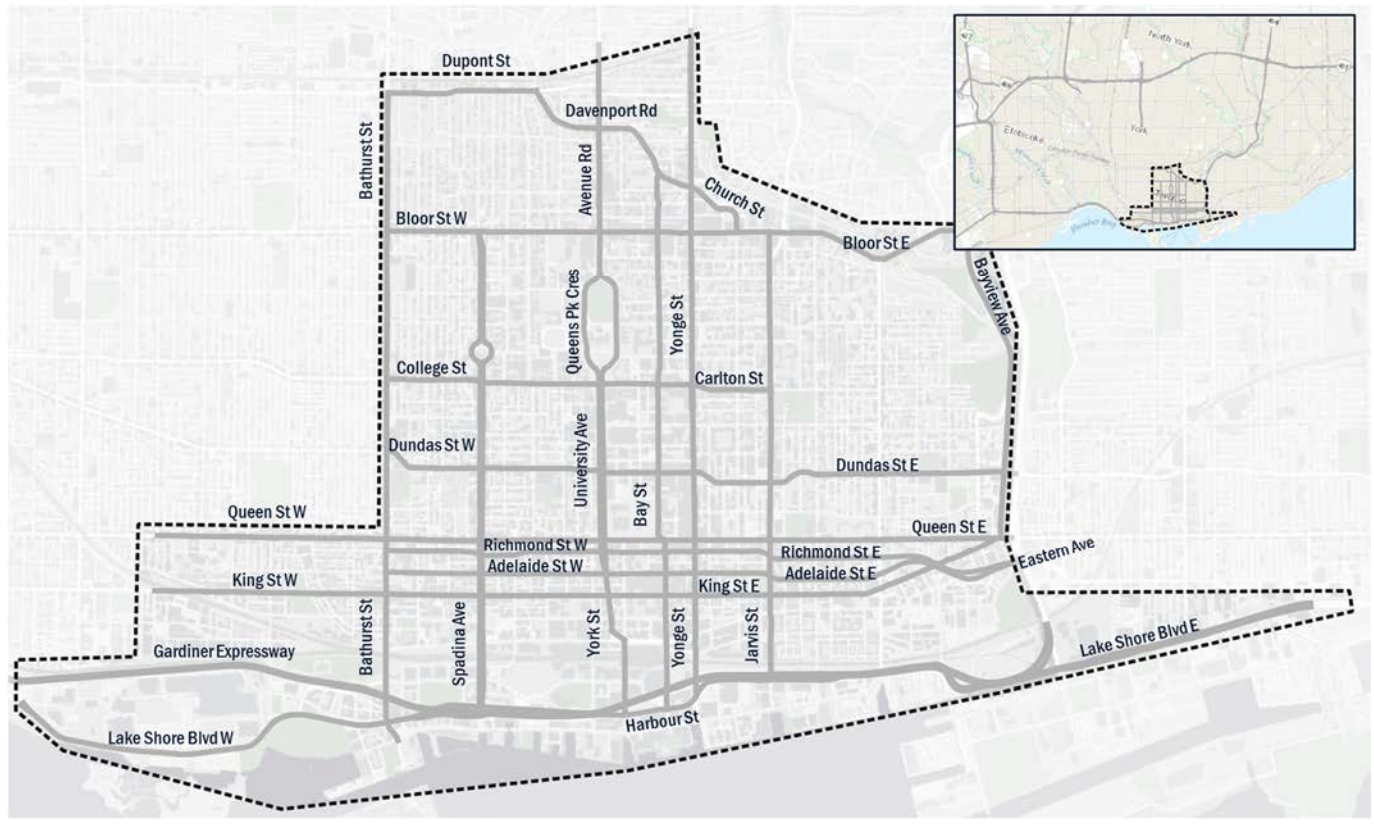 Dupont St
Davenport Rd
Bathurst St
Avenue Rd
Church St
Bloor St W
Bloor St E
Queens Pk Cres
Yonge St
Bayview Ave
College St
Carlton St
University Ave
Dundas St W
Dundas St E
Bay St
Queen St W
Queen St E
Richmond St W
Richmond St E
Eastern Ave
Adelaide St W
Adelaide St E
King St W
King St E
Bathurst St
Spadina Ave
York St
Yonge St
Jarvis St
Gardiner Expressway
Lake Shore Blvd E
Harbour St
Lake Shore Blvd W
North York
York
Etobicoke
Humber Bay
401